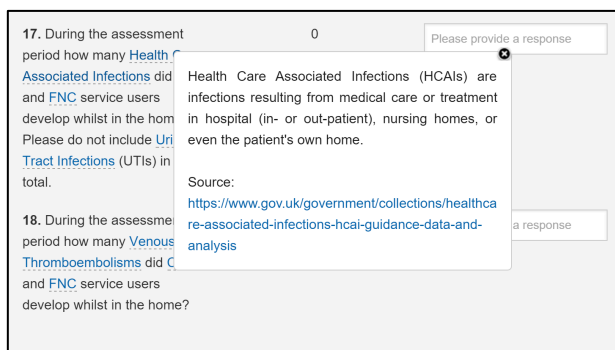 17. During the assessment 0 Please provide a response
period how many Health C
Associated Infections did
and FNC service users
develop whilst in the hom
Please do not include Uri
Tract Infections (UTIs) in
total.
Health Care Associated Infections (HCAIs) are
infections resulting from medical care or treatment
in hospital (in- or out-patient), nursing homes, or
even the patient's own home.
Source:
https://www.gov.uk/government/collections/healthca
re-associated-infections-hcai-guidance-data-and-
analysis
18. During the assessme
period how many Venous a response
Thromboembolisms did C
and FNC service users
develop whilst in the home?